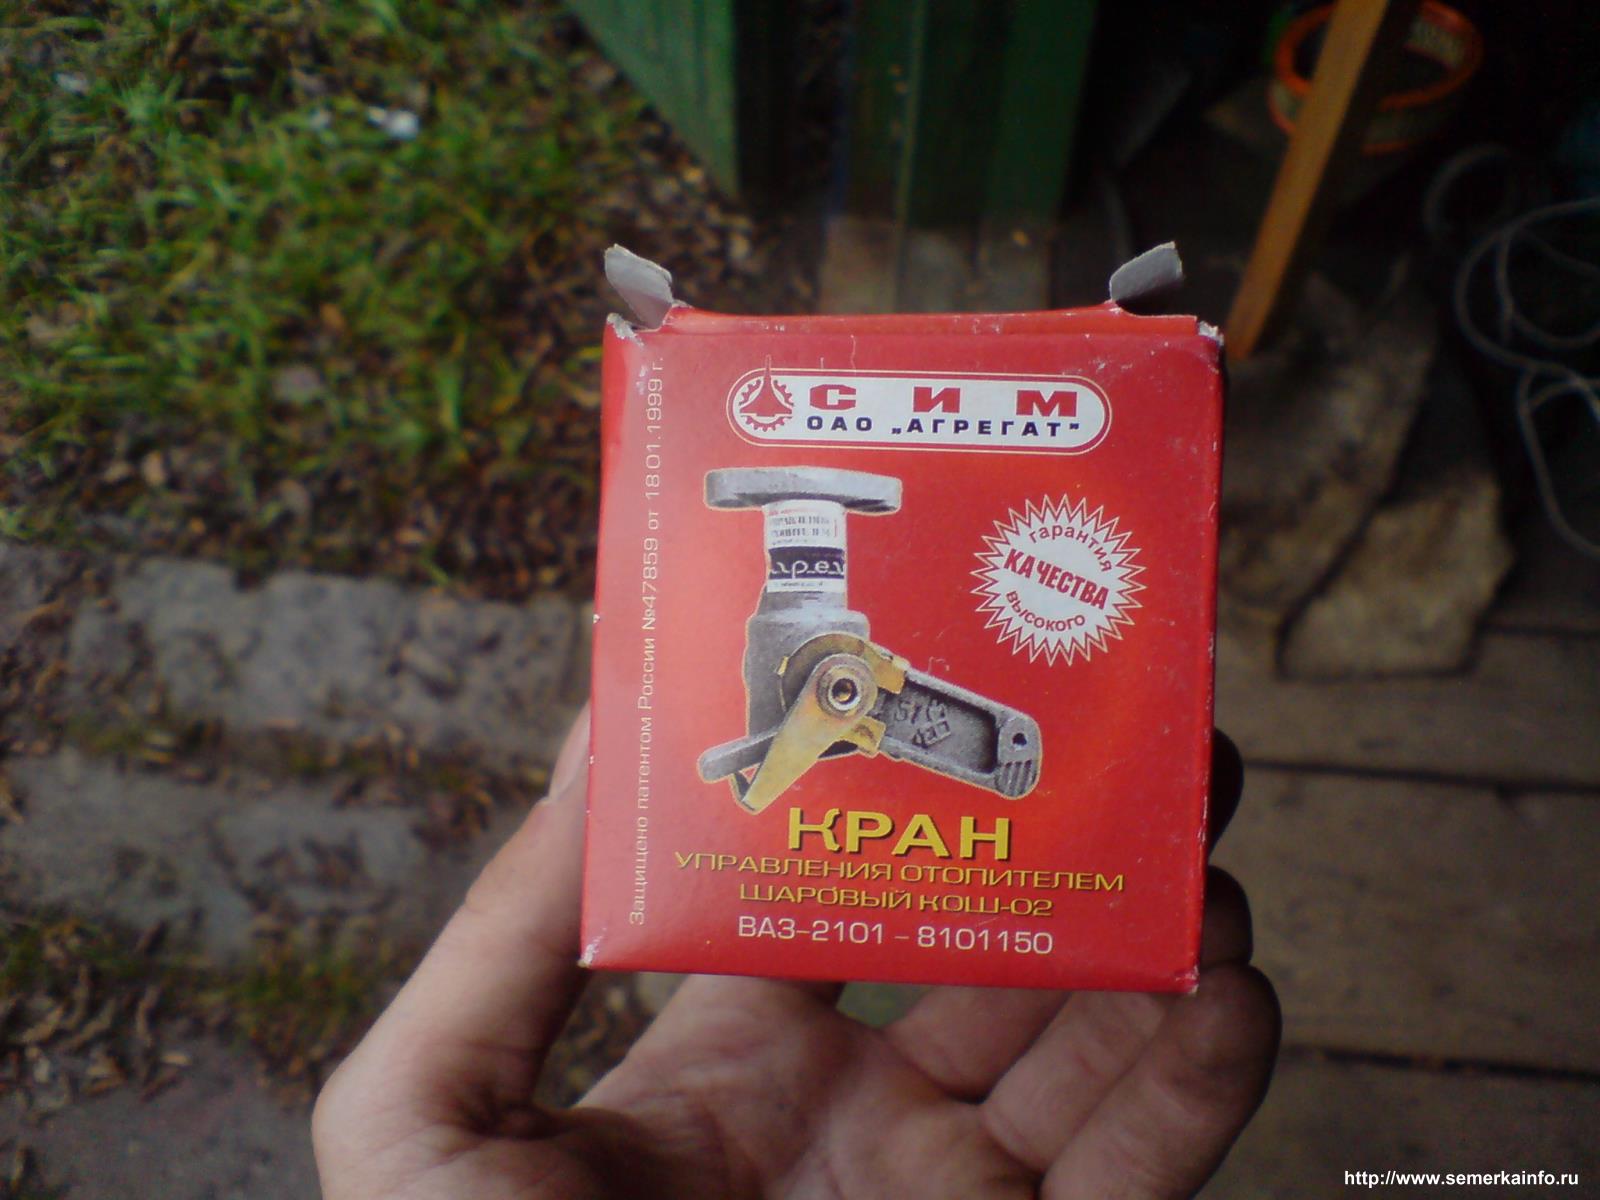 СИМ
ОАО „АГРЕГАТ"
Защищено патентом России №47859 от 18.01.1999 г.
гарантия
КАЧЕСТВА
высокого
КРАН
УПРАВЛЕНИЯ ОТОПИТЕЛЕМ
ШАРОВЫЙ КОШ-02
ВАЗ-2101 - 8101150
http://www.semerkainfo.ru